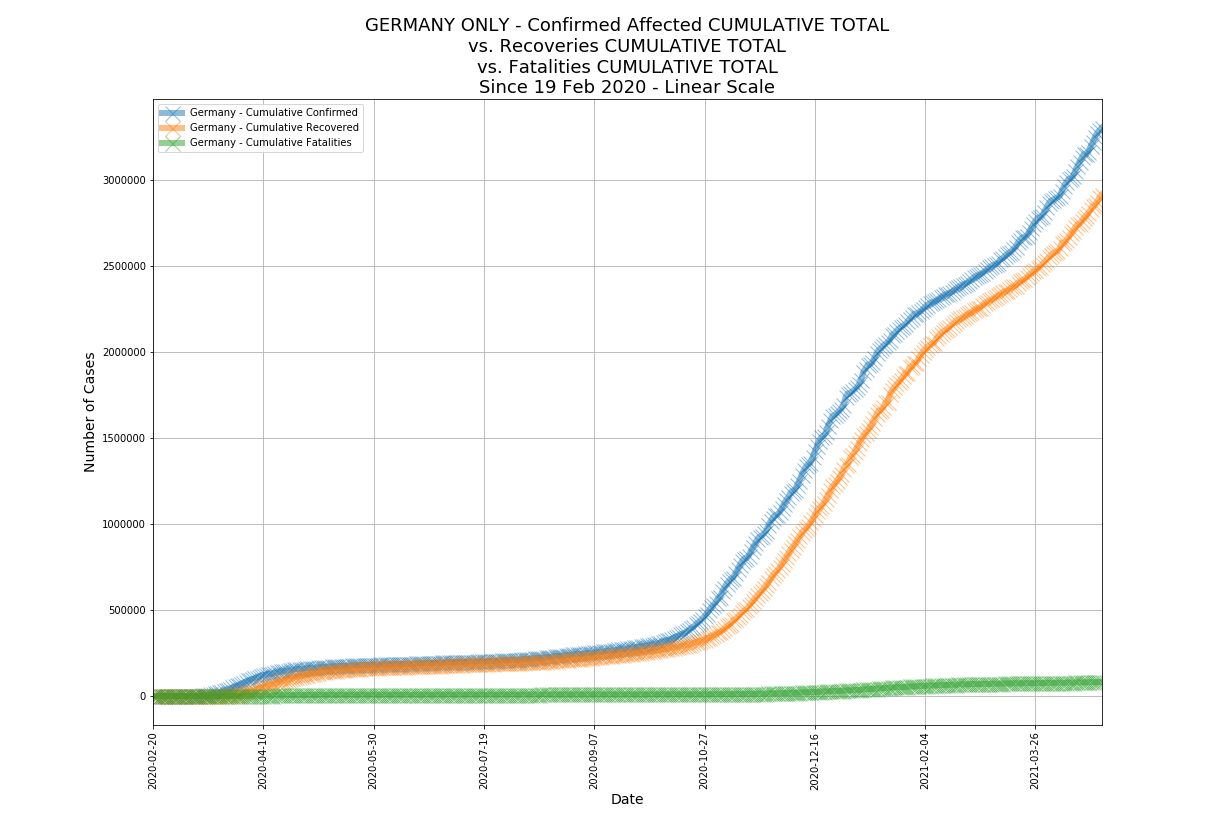 GERMANY ONLY - Confirmed Affected CUMULATIVE TOTAL
vs. Recoveries CUMULATIVE TOTAL
vs. Fatalities CUMULATIVE TOTAL
Since 19 Feb 2020 - Linear Scale
Germany - Cumulative Confirmed
Germany - Cumulative Recovered
Germany - Cumulative Fatalities
Number of Cases
3000000
2500000
2000000
1500000
1000000
500000
0
2020-02-20
2020-04-10
2020-05-30
2020-07-19
2020-09-07
2020-10-27
2020-12-16
2021-02-04
2021-03-26
Date